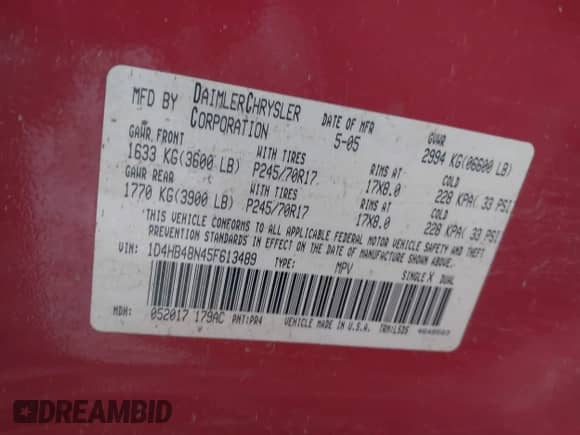 MFD BY DAIMLERCHRYSLER CORPORATION DATE OF MFR 5-05 GVWR 2994 KG(06600 LB)
GAWR FRONT 1633 KG(3600 LB) WITH TIRES P245/70R17 RIMS AT 17X8.0 COLD 228 KPA( 33 PSI
GAWR REAR 1770 KG(3900 LB) WITH TIRES P245/70R17 RIMS AT 17X8.0 COLD 228 KPA( 33 PSI
THIS VEHICLE CONFORMS TO ALL APPLICABLE FEDERAL MOTOR VEHICLE SAFETY AND THEFT
PREVENTION STANDARDS IN EFFECT ON THE DATE OF MANUFACTURE SHOWN ABOVE.
VIN: 1D4HB48N45F613489 TYPE: MPV SINGLE X DUAL
MDH: 052017 179AC PNT:PR4 VEHICLE MADE IN U.S.A. TRM:L5D5
DREAMBID